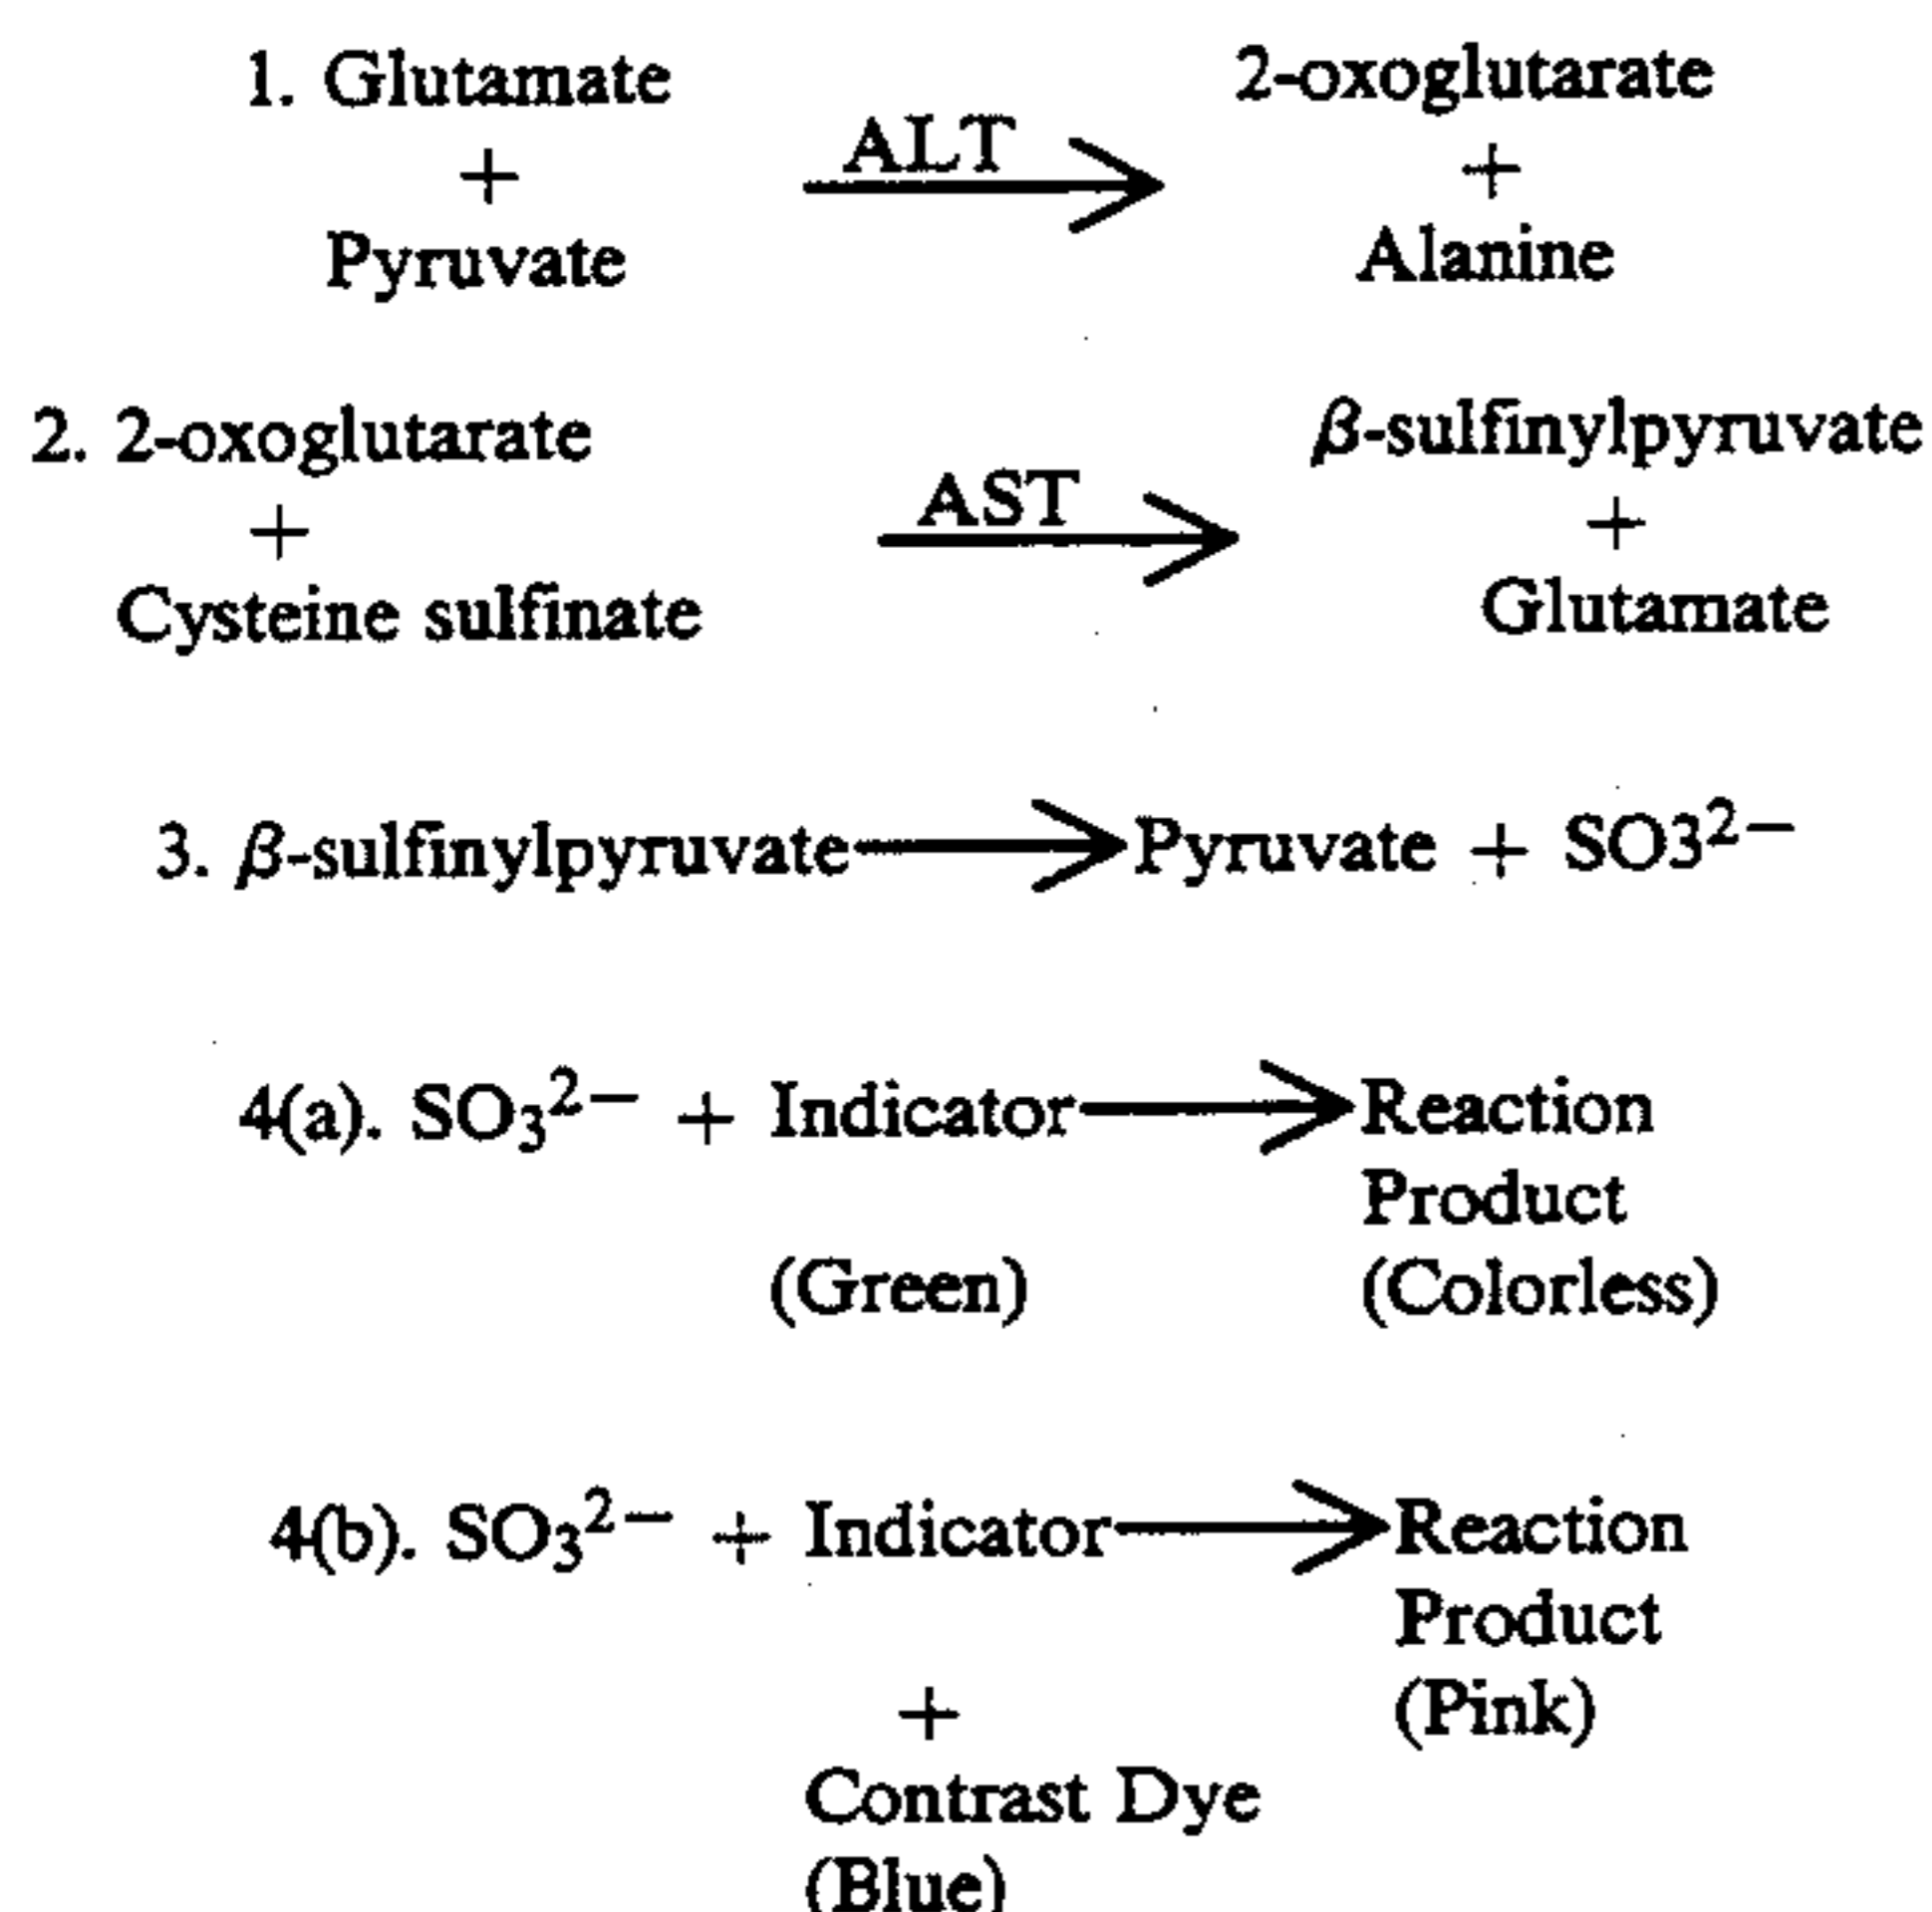 1. Glutamate 2-oxoglutarate
+ ALT +
Pyruvate Alanine
2. 2-oxoglutarate β-sulfinylpyruvate
+ AST +
Cysteine sulfinate Glutamate
3. β-sulfinylpyruvate Pyruvate + SO3²⁻
4(a). SO₃²⁻ + Indicator Reaction
Product
(Green) (Colorless)
4(b). SO₃²⁻ + Indicator Reaction
Product
+ (Pink)
Contrast Dye
(Blue)